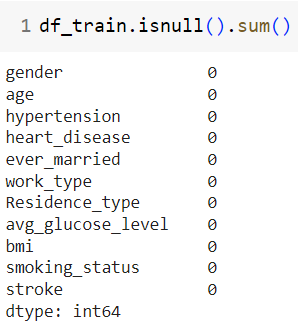 1 df_train.isnull().sum()
gender 0
age 0
hypertension 0
heart_disease 0
ever_married 0
work_type 0
Residence_type 0
avg_glucose_level 0
bmi 0
smoking_status 0
stroke 0
dtype: int64